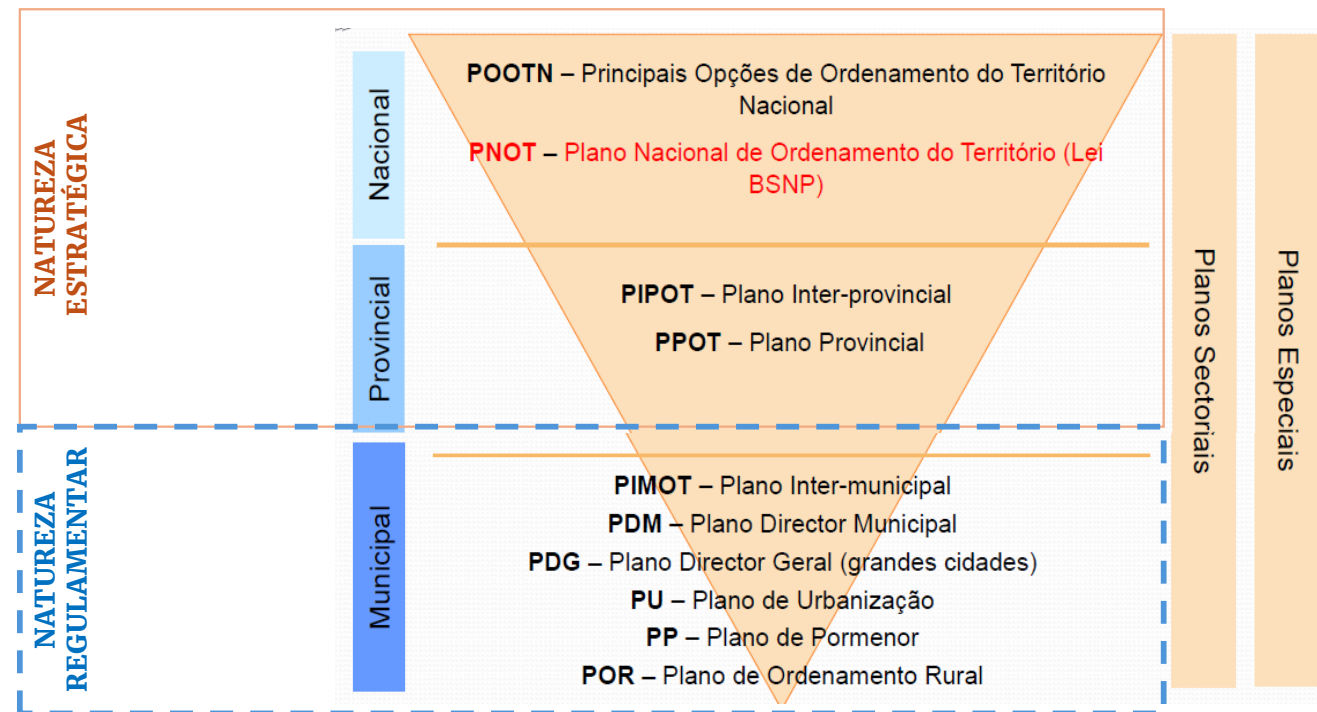 NATUREZA
ESTRATÉGICA
Nacional
POOTN – Principais Opções de Ordenamento do Território
Nacional
PNOT – Plano Nacional de Ordenamento do Território (Lei
BSNP)
Provincial
PIPOT – Plano Inter-provincial
PPOT – Plano Provincial
NATUREZA
REGULAMENTAR
Municipal
PIMOT – Plano Inter-municipal
PDM – Plano Director Municipal
PDG – Plano Director Geral (grandes cidades)
PU – Plano de Urbanização
PP – Plano de Pormenor
POR – Plano de Ordenamento Rural
Planos Sectoriais
Planos Especiais